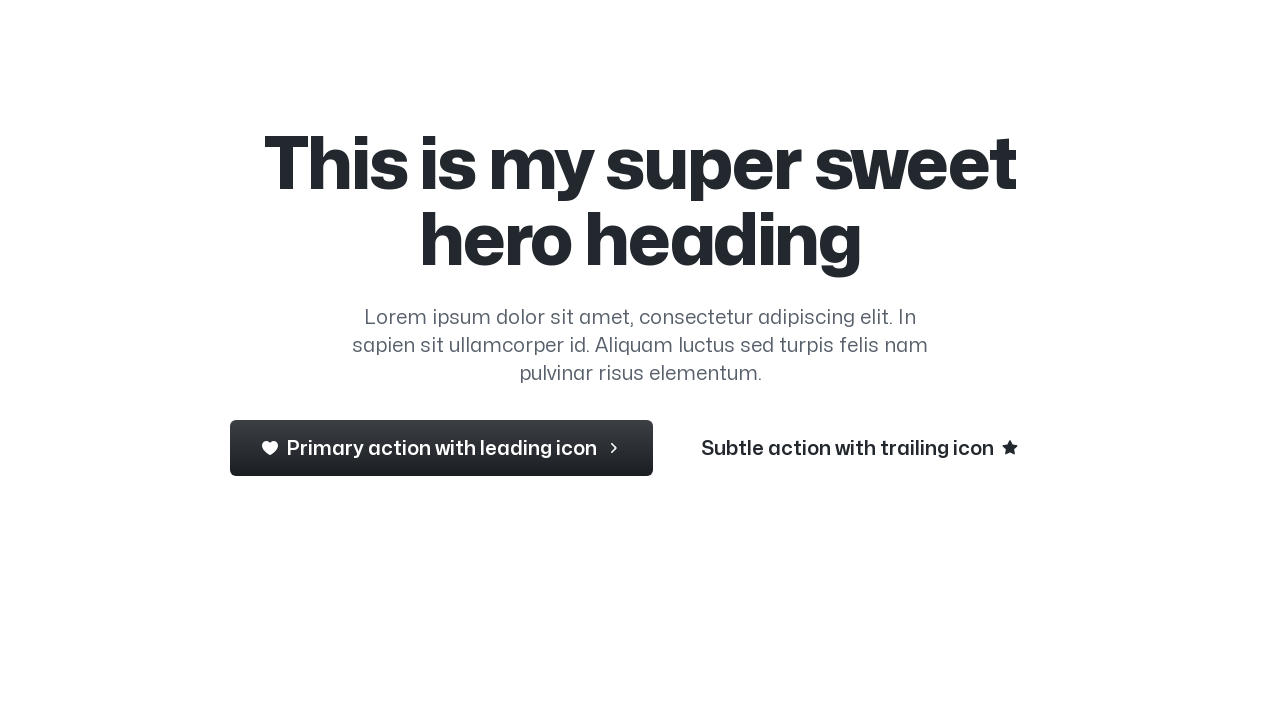 This is my super sweet
hero heading
Lorem ipsum dolor sit amet, consectetur adipiscing elit. In
sapien sit ullamcorper id. Aliquam luctus sed turpis felis nam
pulvinar risus elementum.
Primary action with leading icon
Subtle action with trailing icon